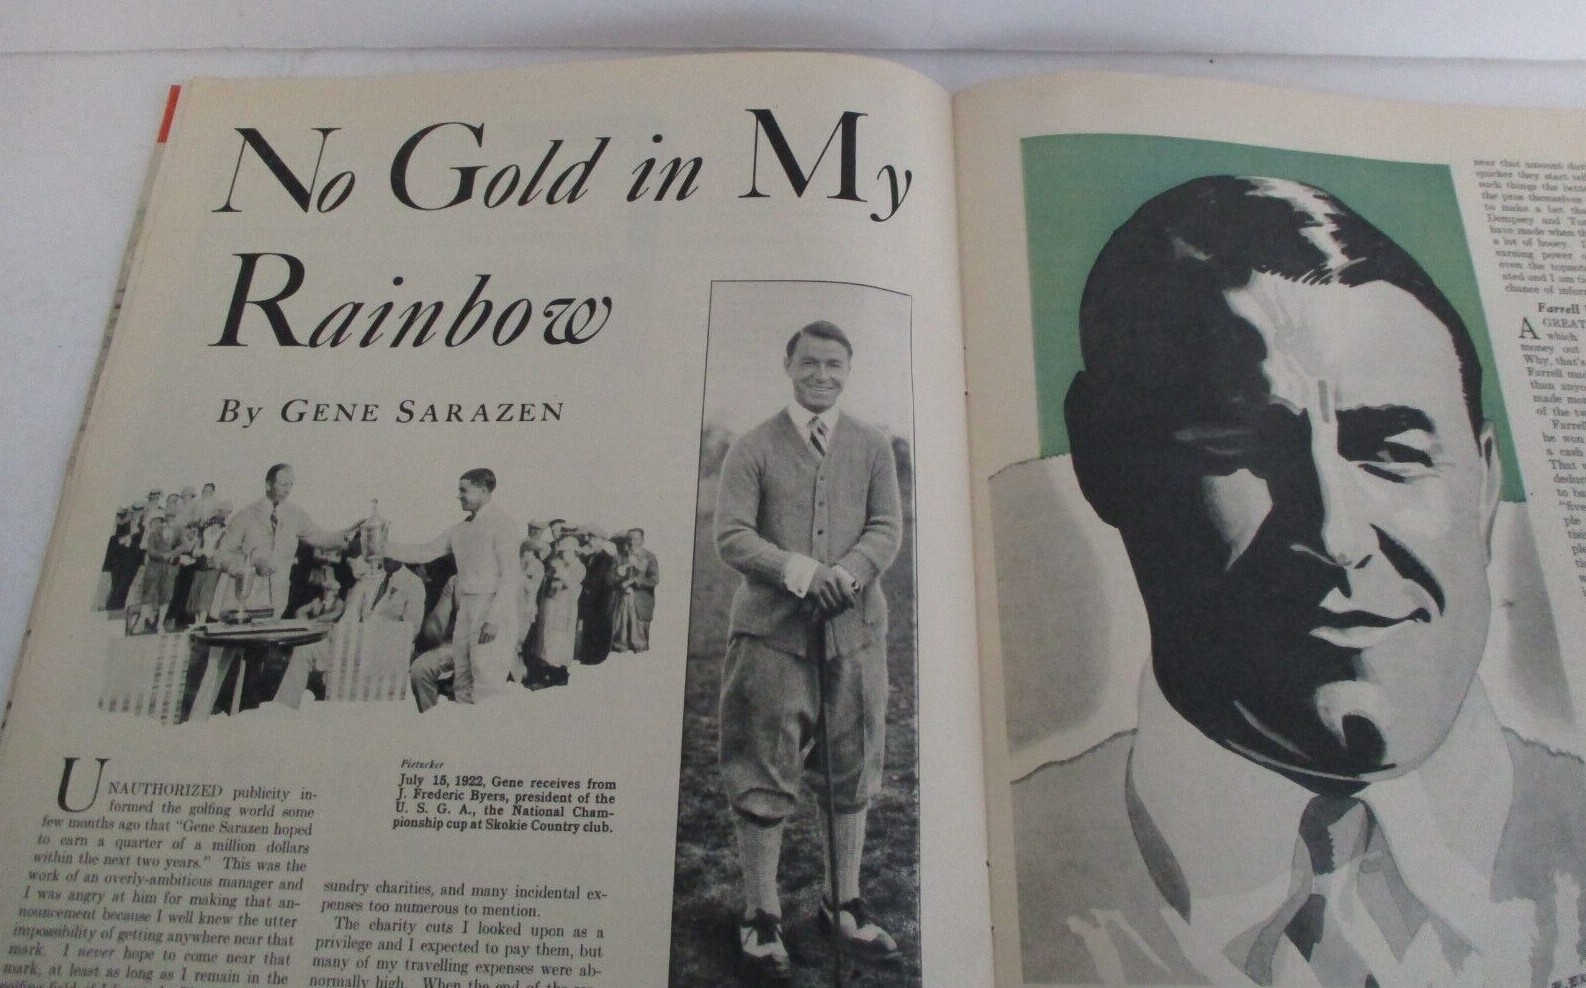 No Gold in My
Rainbow
By GENE SARAZEN
Pietzcker
July 15, 1922, Gene receives from
J. Frederic Byers, president of the
U. S. G. A., the National Cham-
pionship cup at Skokie Country club.
UNAUTHORIZED publicity in-
formed the golfing world some
few months ago that "Gene Sarazen hoped
to earn a quarter of a million dollars
within the next two years." This was the
work of an overly-ambitious manager and
I was angry at him for making that an-
nouncement because I well knew the utter
impossibility of getting anywhere near that
mark. I never hope to come near that
mark, at least as long as I remain in the
sundry charities, and many incidental ex-
penses too numerous to mention.
The charity cuts I looked upon as a
privilege and I expected to pay them, but
many of my travelling expenses were ab-
normally high. When the end of the
near that amount
quicker they start
such things the
the pros themselves
to make a bet
Dempsey and
have made when
a lot of hooey.
earning power
even the
ated and I am
chance of
Farrell
A GREAT
which
money out
Why, that's
Farrell
than
made
of the
Farrell
he won
a cash
That
to
"five